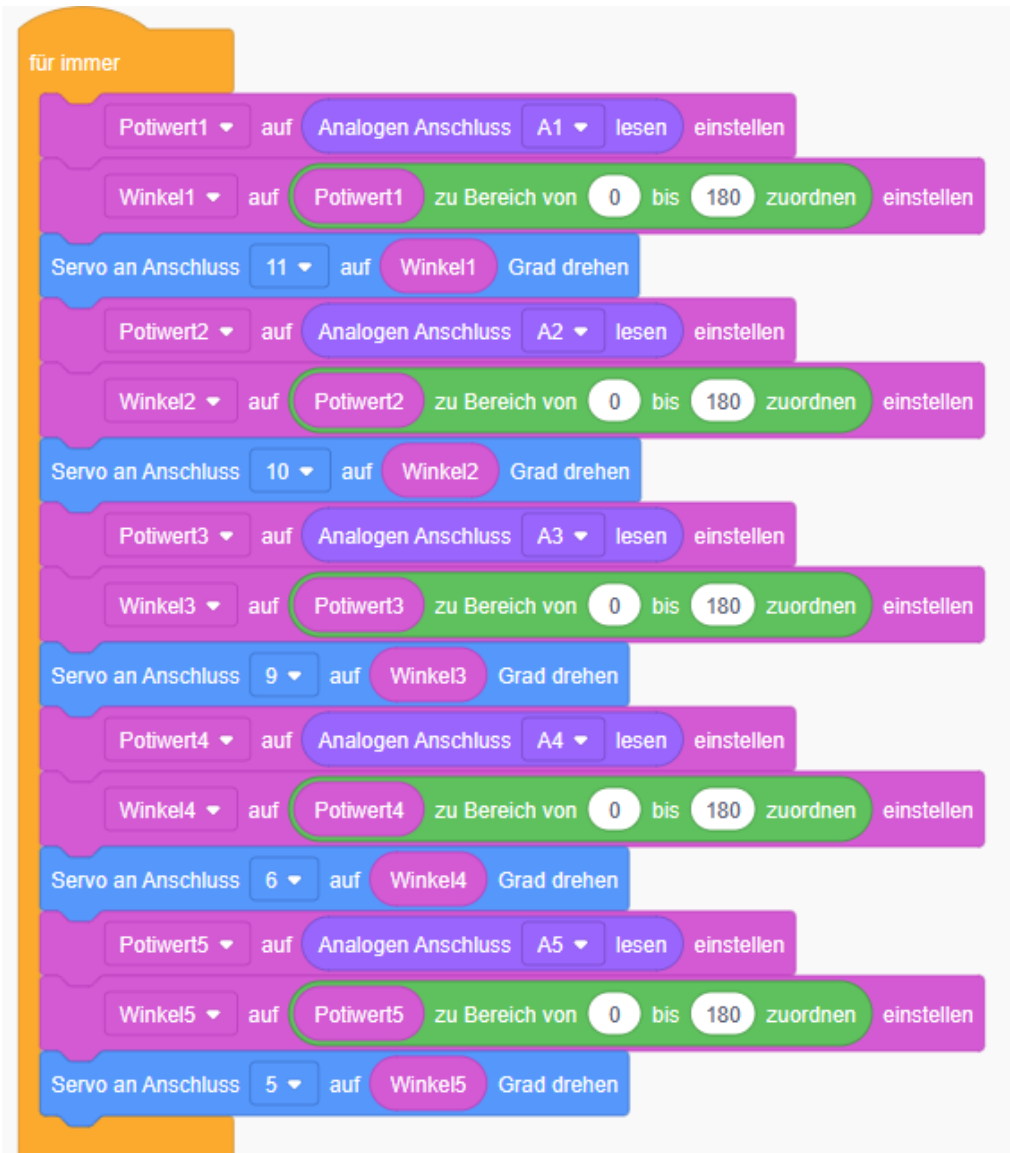 für immer
Potiwert1 auf Analogen Anschluss A1 lesen einstellen
Winkel1 auf Potiwert1 zu Bereich von 0 bis 180 zuordnen einstellen
Servo an Anschluss 11 auf Winkel1 Grad drehen
Potiwert2 auf Analogen Anschluss A2 lesen einstellen
Winkel2 auf Potiwert2 zu Bereich von 0 bis 180 zuordnen einstellen
Servo an Anschluss 10 auf Winkel2 Grad drehen
Potiwert3 auf Analogen Anschluss A3 lesen einstellen
Winkel3 auf Potiwert3 zu Bereich von 0 bis 180 zuordnen einstellen
Servo an Anschluss 9 auf Winkel3 Grad drehen
Potiwert4 auf Analogen Anschluss A4 lesen einstellen
Winkel4 auf Potiwert4 zu Bereich von 0 bis 180 zuordnen einstellen
Servo an Anschluss 6 auf Winkel4 Grad drehen
Potiwert5 auf Analogen Anschluss A5 lesen einstellen
Winkel5 auf Potiwert5 zu Bereich von 0 bis 180 zuordnen einstellen
Servo an Anschluss 5 auf Winkel5 Grad drehen